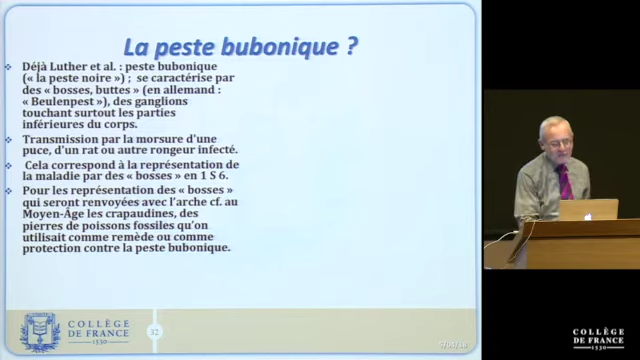 La peste bubonique ?
Déjà Luther et al. : peste bubonique
(« la peste noire ») ; se caractérise par
des « bosses, buttes » (en allemand :
« Beulenpest »), des ganglions
touchant surtout les parties
inférieures du corps.
Transmission par la morsure d'une
puce, d'un rat ou autre rongeur infecté.
Cela correspond à la représentation de
la maladie par des « bosses » en 1 S 6.
Pour les représentation des « bosses »
qui seront renvoyées avec l'arche cf. au
Moyen-Âge les crapaudines, des
pierres de poissons fossiles qu'on
utilisait comme remède ou comme
protection contre la peste bubonique.
COLLÈGE
DE FRANCE
1530
32
COLLÈGE
DE FRANCE
1530